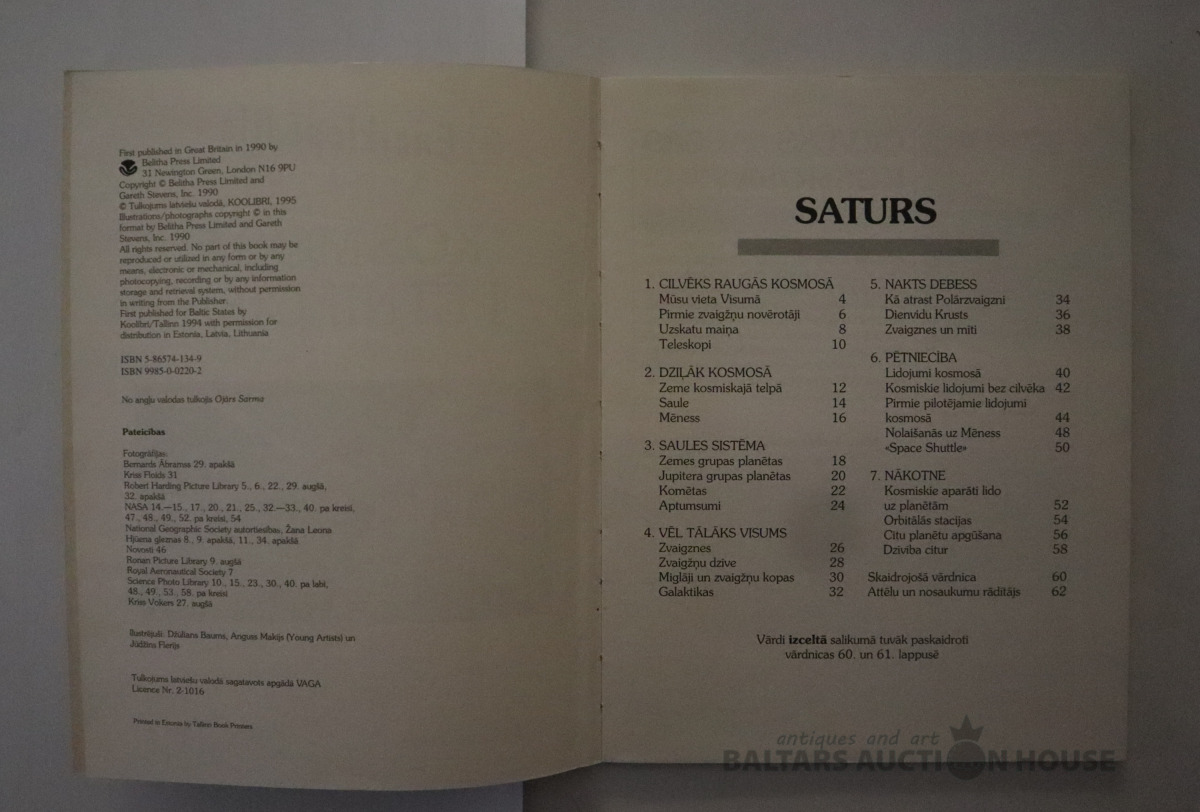 First published in Great Britain in 1990 by
Belitha Press Limited
31 Newington Green, London N16 9PU
Copyright © Belitha Press Limited and
Gareth Stevens, Inc. 1990
© Tulkojums latviešu valodā, KOOLIBRI, 1995
Illustrations/photographs copyright © in this
format by Belitha Press Limited and Gareth
Stevens, Inc. 1990
All rights reserved. No part of this book may be
reproduced or utilized in any form or by any
means, electronic or mechanical, including
photocopying, recording or by any information
storage and retrieval system, without permission
in writing from the Publisher.
First published for Baltic States by
Koolibri/Tallinn 1994 with permission for
distribution in Estonia, Latvia, Lithuania
ISBN 5-86574-134-9
ISBN 9985-0-0220-2
No angļu valodas tulkojis Ojārs Sarma
Pateicības
Fotogrāfijas:
Bernards Ābramss 29. apakšā
Kriss Floids 31
Robert Harding Picture Library 5., 6., 22., 29. augšā,
32. apakšā
NASA 14.—15., 17., 20., 21., 25., 32.—33., 40. pa kreisi,
47., 48., 49., 52. pa kreisi, 54
National Geographic Society autortiesības, Žana Leona
Hjūena gleznas 8., 9. apakšā, 11., 34. apakšā
Novosti 46
Ronan Picture Library 9. augšā
Royal Aeronautical Society 7
Science Photo Library 10., 15., 23., 30., 40. pa labi,
48., 49., 53., 58. pa kreisi
Kriss Vokers 27. augšā
Ilustrējuši: Džulians Baums, Anguss Makijs (Young Artists) un
Jūdžins Flerijs
Tulkojums latviešu valodā sagatavots apgādā VAGA
Licence Nr. 2-1016
Printed in Estonia by Tallinn Book Printers
SATURS
1. CILVĒKS RAUGĀS KOSMOSĀ
Mūsu vieta Visumā 4
Pirmie zvaigžņu novērotāji 6
Uzskatu maiņa 8
Teleskopi 10
2. DZIĻĀK KOSMOSĀ
Zeme kosmiskajā telpā 12
Saule 14
Mēness 16
3. SAULES SISTĒMA
Zemes grupas planētas 18
Jupitera grupas planētas 20
Komētas 22
Aptumsumi 24
4. VĒL TĀLĀKS VISUMS
Zvaigznes 26
Zvaigžņu dzīve 28
Miglāji un zvaigžņu kopas 30
Galaktikas 32
5. NAKTS DEBESS
Kā atrast Polārzvaigzni 34
Dienvidu Krusts 36
Zvaigznes un mīti 38
6. PĒTNIECĪBA
Lidojumi kosmosā 40
Kosmiskie lidojumi bez cilvēka 42
Pirmie pilotējamie lidojumi
kosmosā 44
Nolaišanās uz Mēness 48
«Space Shuttle» 50
7. NĀKOTNE
Kosmiskie aparāti lido
uz planētām 52
Orbitālās stacijas 54
Citu planētu apgūšana 56
Dzīvība citur 58
Skaidrojošā vārdnīca 60
Attēlu un nosaukumu rādītājs 62
Vārdi izceltā salikumā tuvāk paskaidroti
vārdnīcas 60. un 61. lappusē
antiques and art
BALTARS AUCTION HOUSE